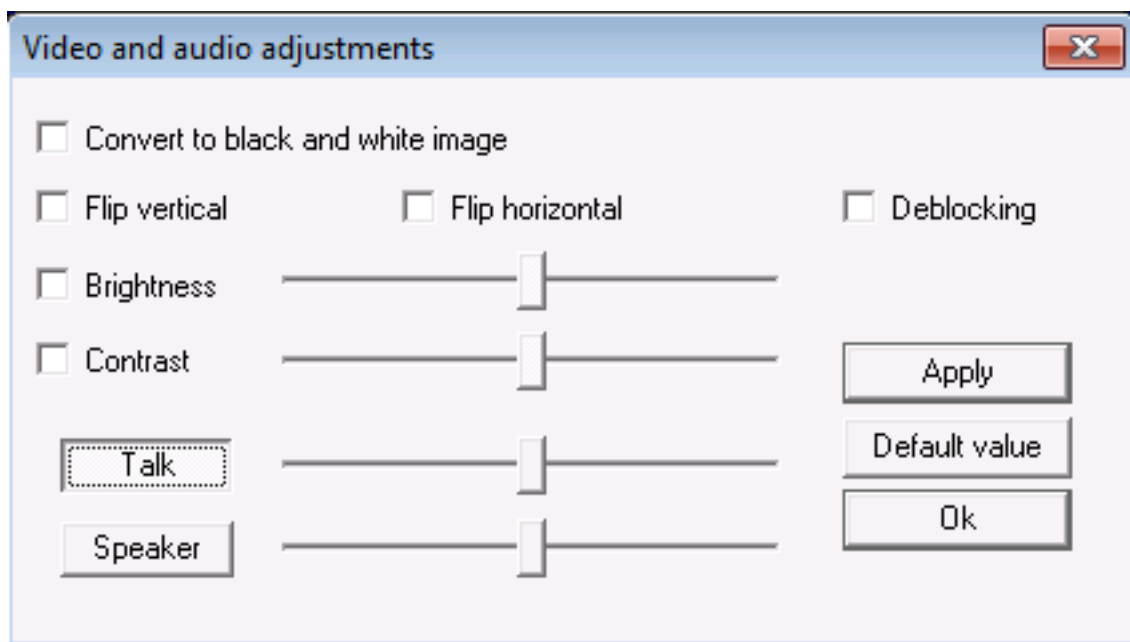 Video and audio adjustments
Convert to black and white image
Flip vertical Flip horizontal Deblocking
Brightness
Contrast
Apply
Talk
Default value
Speaker
Ok